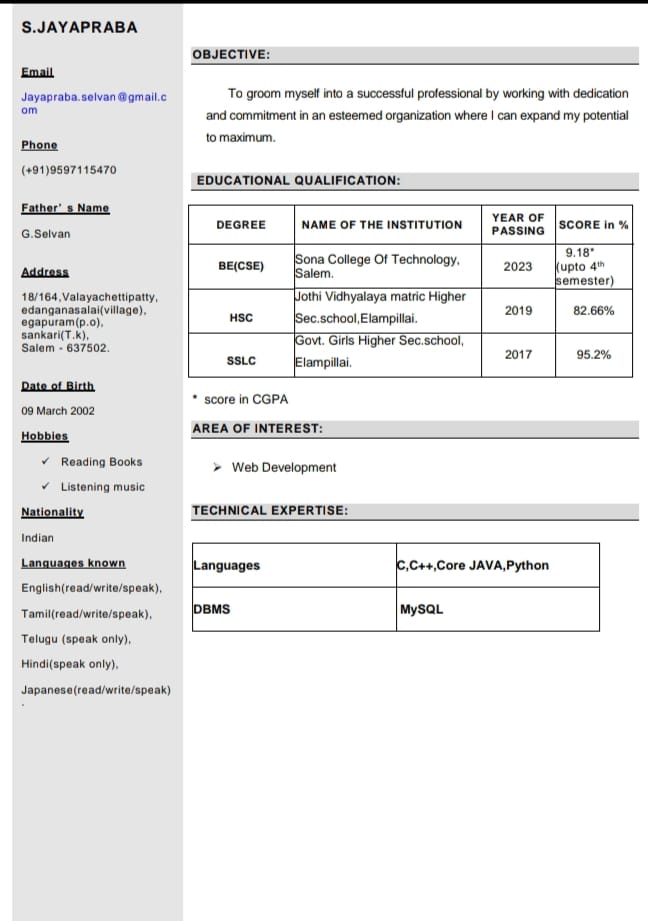 S.JAYAPRABA
Email
Jayapraba.selvan@gmail.c
om
Phone
(+91)9597115470
Father' s Name
G.Selvan
Address
18/164,Valayachettipatty,
edanganasalai(village),
egapuram(p.o),
sankari(T.k),
Salem - 637502.
Date of Birth
09 March 2002
Hobbies
✓ Reading Books
✓ Listening music
Nationality
Indian
Languages known
English(read/write/speak),
Tamil(read/write/speak),
Telugu (speak only),
Hindi(speak only),
Japanese(read/write/speak)
.
OBJECTIVE:
To groom myself into a successful professional by working with dedication
and commitment in an esteemed organization where I can expand my potential
to maximum.
EDUCATIONAL QUALIFICATION:
DEGREE NAME OF THE INSTITUTION YEAR OF PASSING SCORE in %
BE(CSE) Sona College Of Technology, Salem. 2023 9.18* (upto 4th semester)
HSC Jothi Vidhyalaya matric Higher Sec.school,Elampillai. 2019 82.66%
SSLC Govt. Girls Higher Sec.school, Elampillai. 2017 95.2%
* score in CGPA
AREA OF INTEREST:
➢ Web Development
TECHNICAL EXPERTISE:
Languages C,C++,Core JAVA,Python
DBMS MySQL